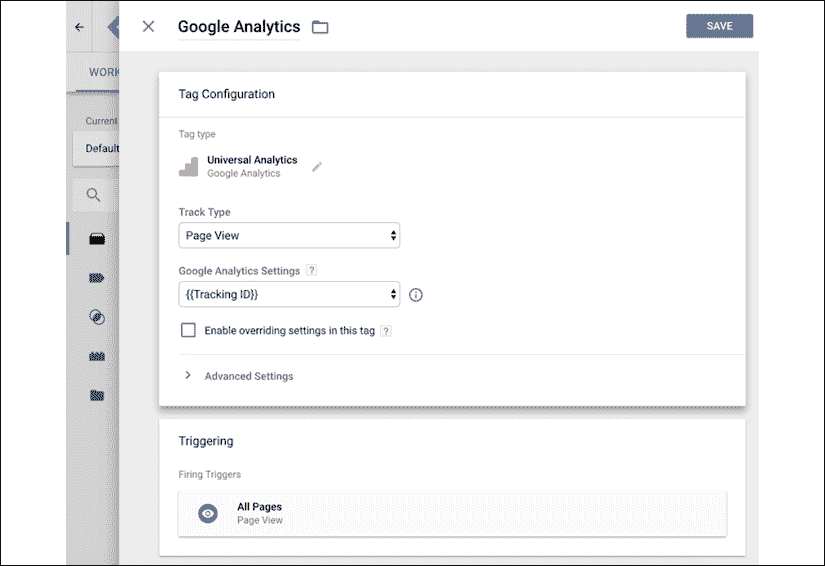 Google Analytics
SAVE
WORK
Current
Default
Tag Configuration
Tag type
Universal Analytics
Google Analytics
Track Type
Page View
Google Analytics Settings ?
{{Tracking ID}}
Enable overriding settings in this tag ?
Advanced Settings
Triggering
Firing Triggers
All Pages
Page View